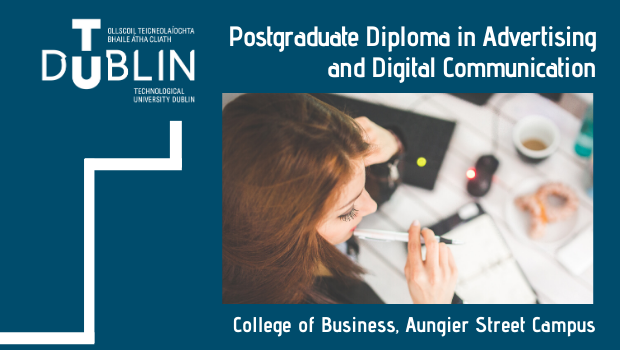 OLLSCOIL TEICNEOLAÍOCHTA
BHAILE ÁTHA CLIATH
TU DUBLIN
TECHNOLOGICAL
UNIVERSITY DUBLIN
Postgraduate Diploma in Advertising
and Digital Communication
College of Business, Aungier Street Campus